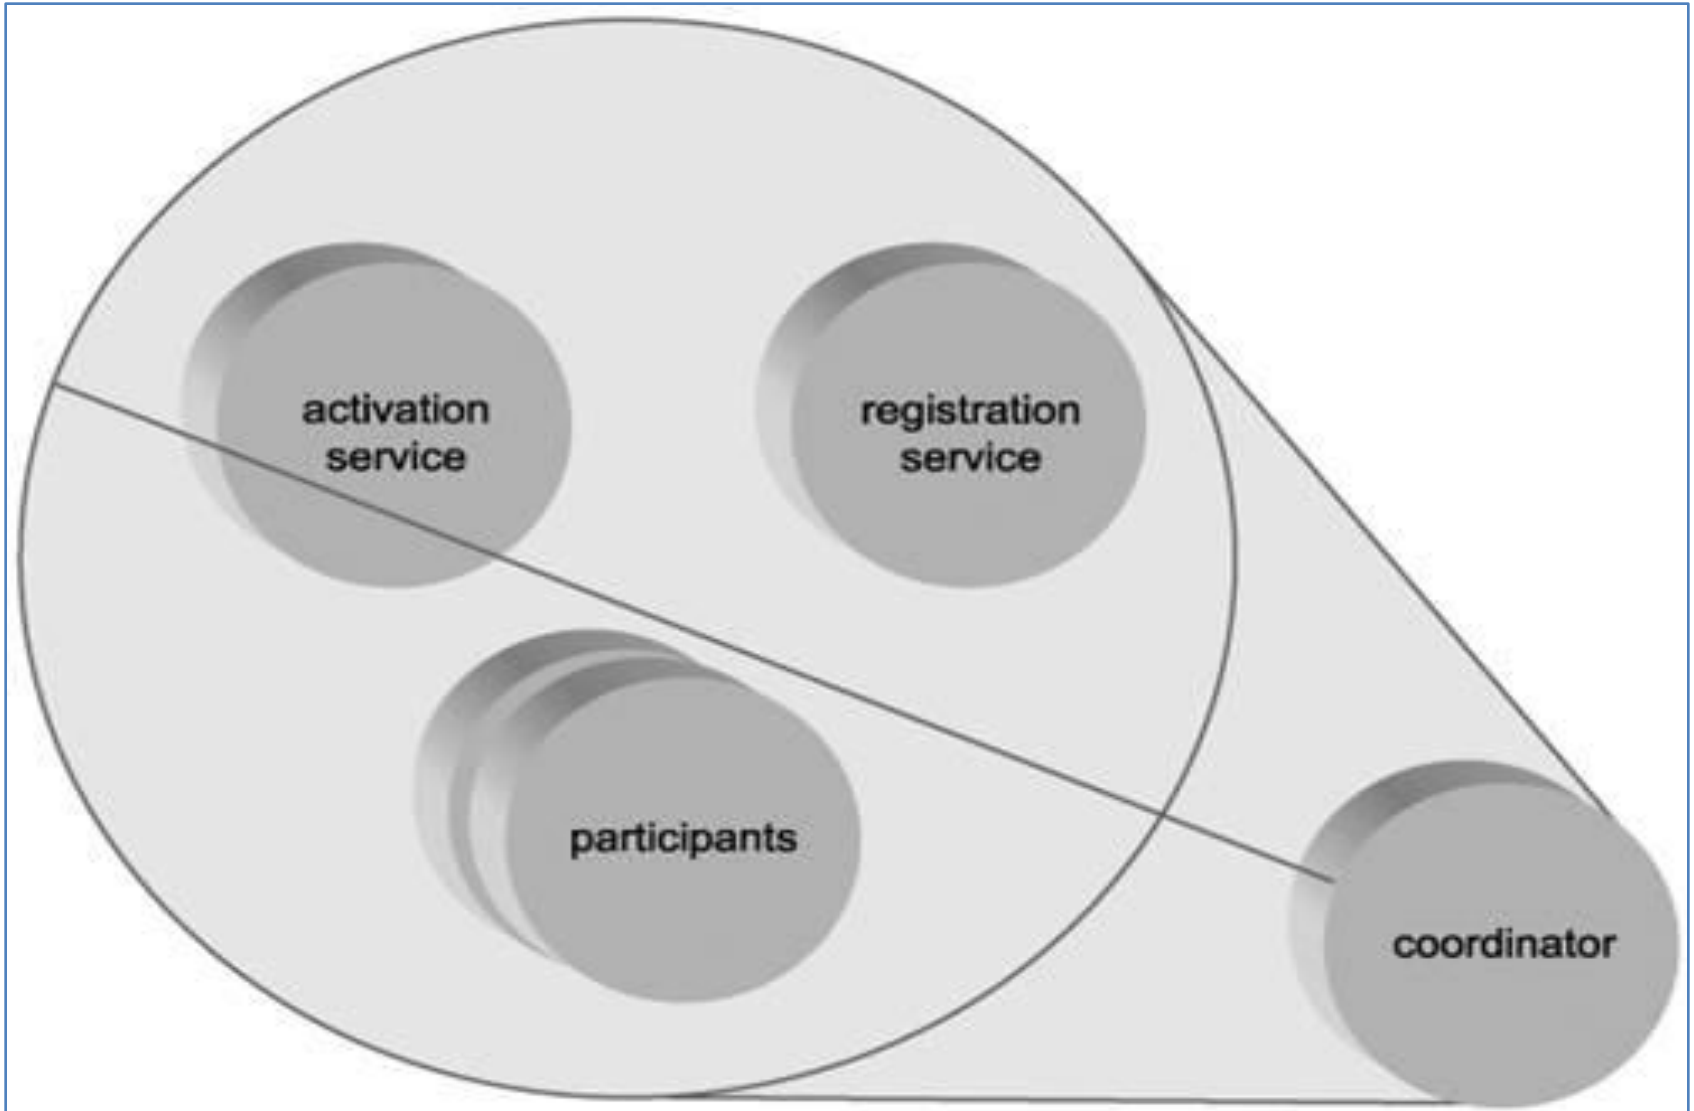 activation
service
registration
service
participants
coordinator